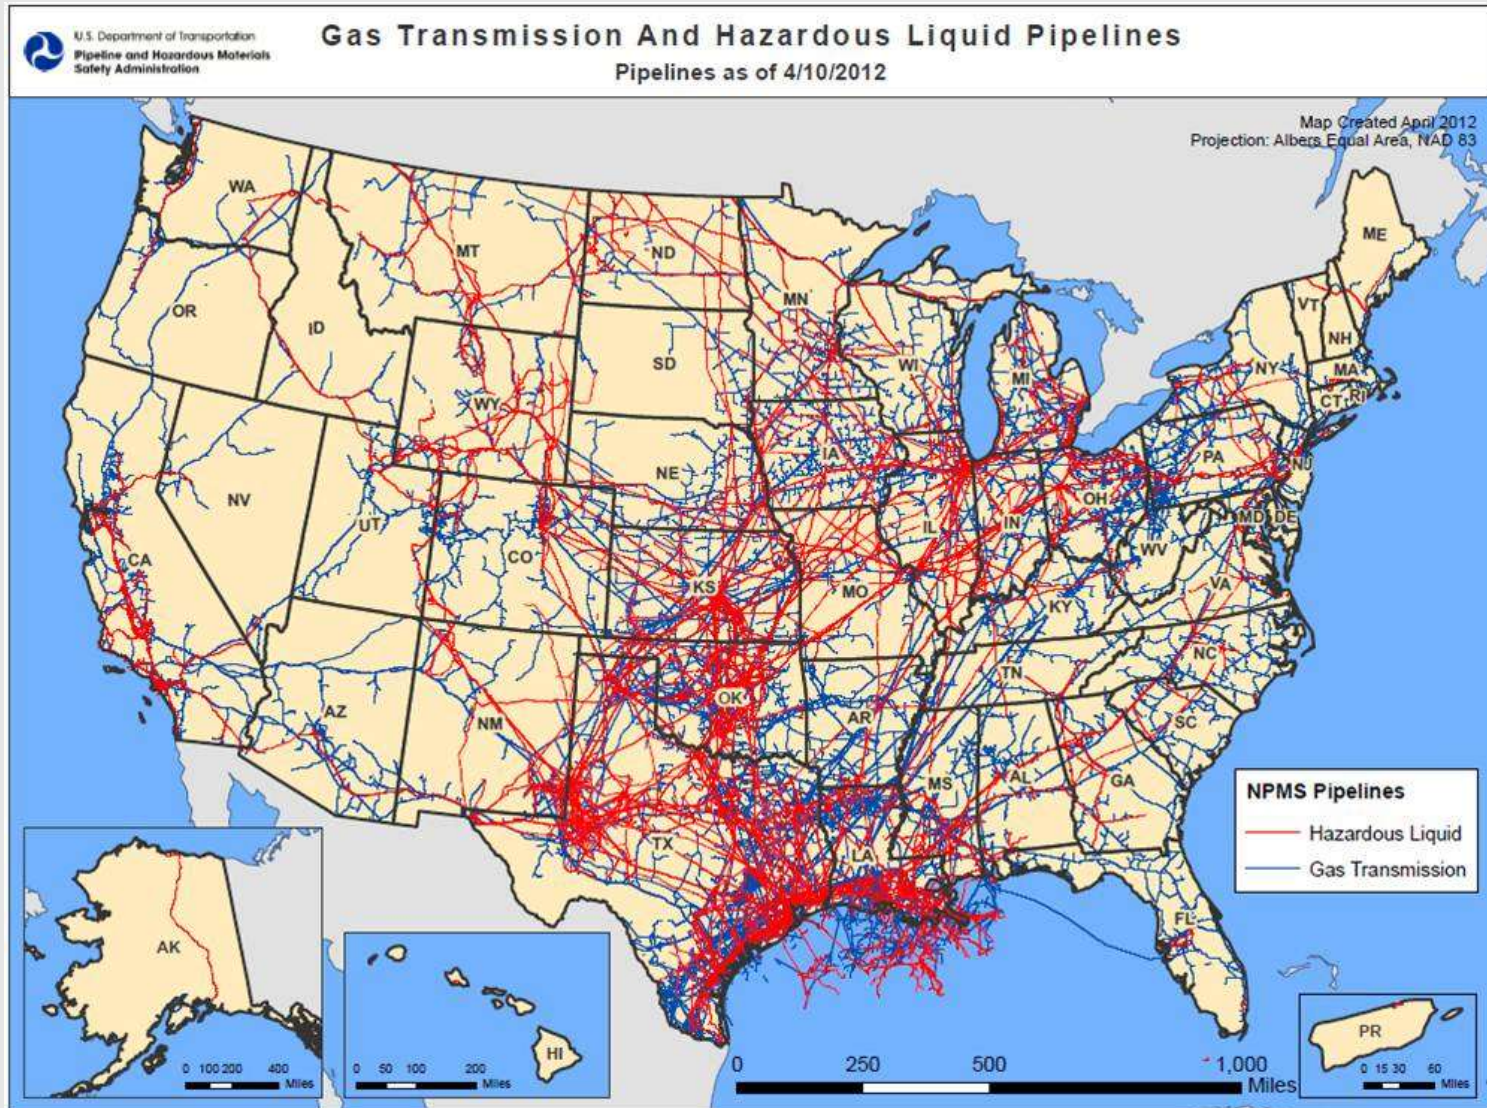 U.S. Department of Transportation
Pipeline and Hazardous Materials
Safety Administration
Gas Transmission And Hazardous Liquid Pipelines
Pipelines as of 4/10/2012
Map Created April 2012
Projection: Albers Equal Area, NAD 83
WA
MT
ND
MN
ME
OR
ID
SD
WI
MI
VT
NH
NY
MA
CT
RI
WY
NE
IA
PA
NJ
NV
UT
CO
IL
IN
OH
MD
DE
CA
KS
MO
WV
KY
VA
AZ
NM
OK
AR
TN
NC
SC
TX
LA
MS
AL
GA
FL
NPMS Pipelines
Hazardous Liquid
Gas Transmission
AK
0 100 200 400
Miles
HI
0 50 100 200
Miles
0 250 500 1,000
Miles
PR
0 15 30 60
Miles